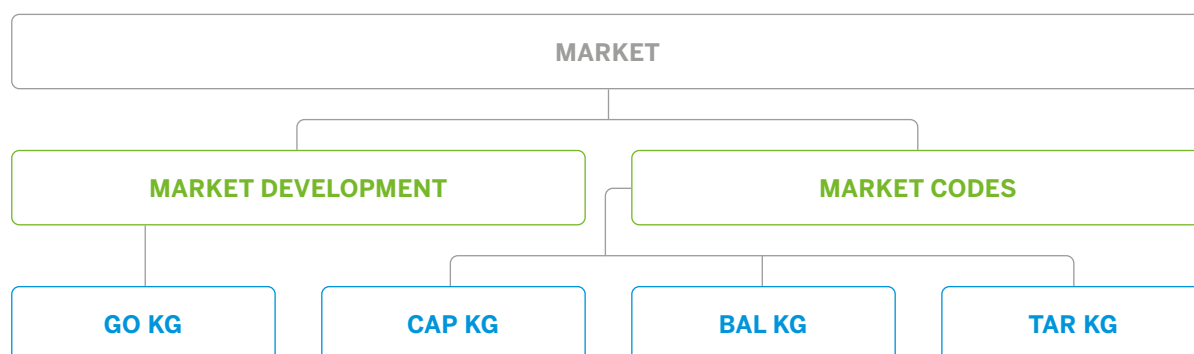 MARKET
MARKET DEVELOPMENT
MARKET CODES
GO KG
CAP KG
BAL KG
TAR KG